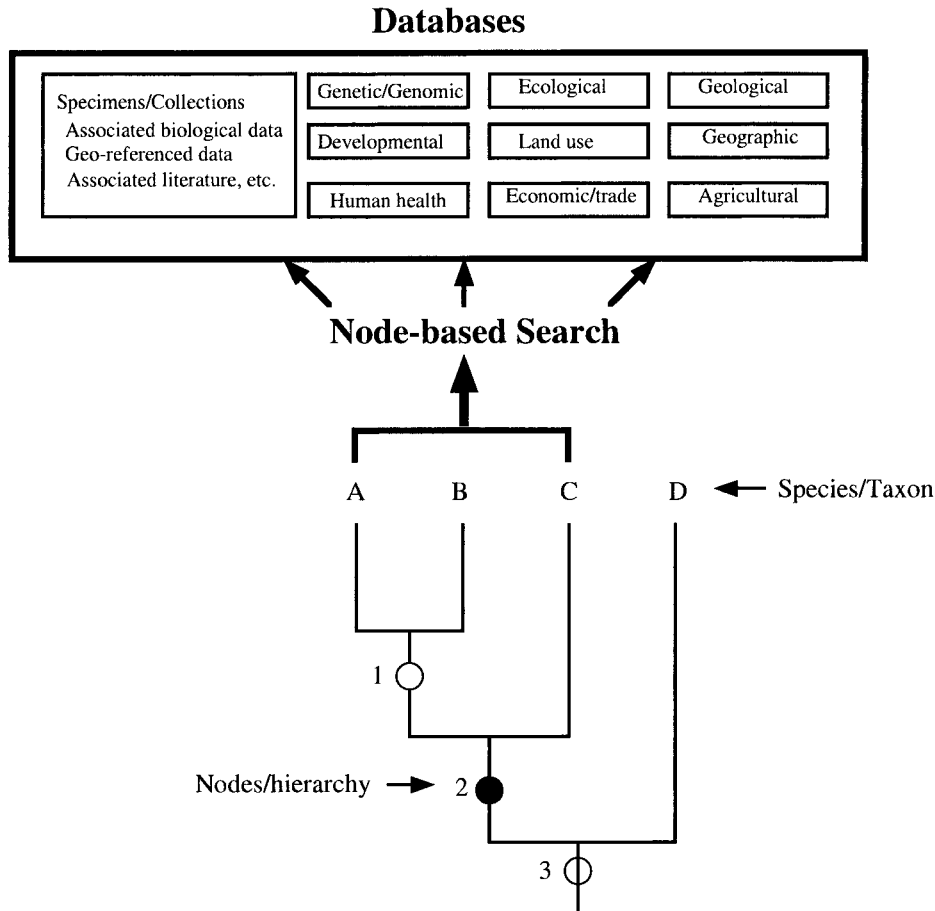 Databases
Specimens/Collections
Associated biological data
Geo-referenced data
Associated literature, etc.
Genetic/Genomic
Ecological
Geological
Developmental
Land use
Geographic
Human health
Economic/trade
Agricultural
Node-based Search
A
B
C
D
Species/Taxon
1
Nodes/hierarchy
2
3